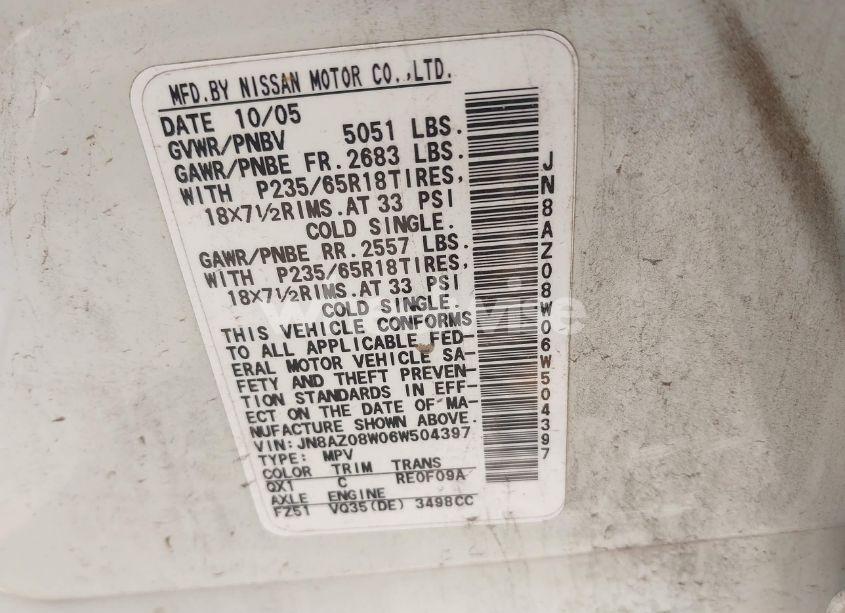 MFD.BY NISSAN MOTOR CO.,LTD.
DATE 10/05
GVWR/PNBV 5051 LBS.
GAWR/PNBE FR.2683 LBS.
WITH P235/65R18TIRES,
18X7½RIMS.AT 33 PSI
COLD SINGLE.
GAWR/PNBE RR.2557 LBS.
WITH P235/65R18TIRES,
18X7½RIMS.AT 33 PSI
COLD SINGLE.
THIS VEHICLE CONFORMS
TO ALL APPLICABLE FED-
ERAL MOTOR VEHICLE SA-
FETY AND THEFT PREVEN-
TION STANDARDS IN EFF-
ECT ON THE DATE OF MA-
NUFACTURE SHOWN ABOVE.
VIN:JN8AZ08W06W504397
TYPE: MPV
COLOR TRIM TRANS
QX1 C RE0F09A
AXLE ENGINE
FZ51 VQ35(DE) 3498CC
JN8AZ08W06W504397